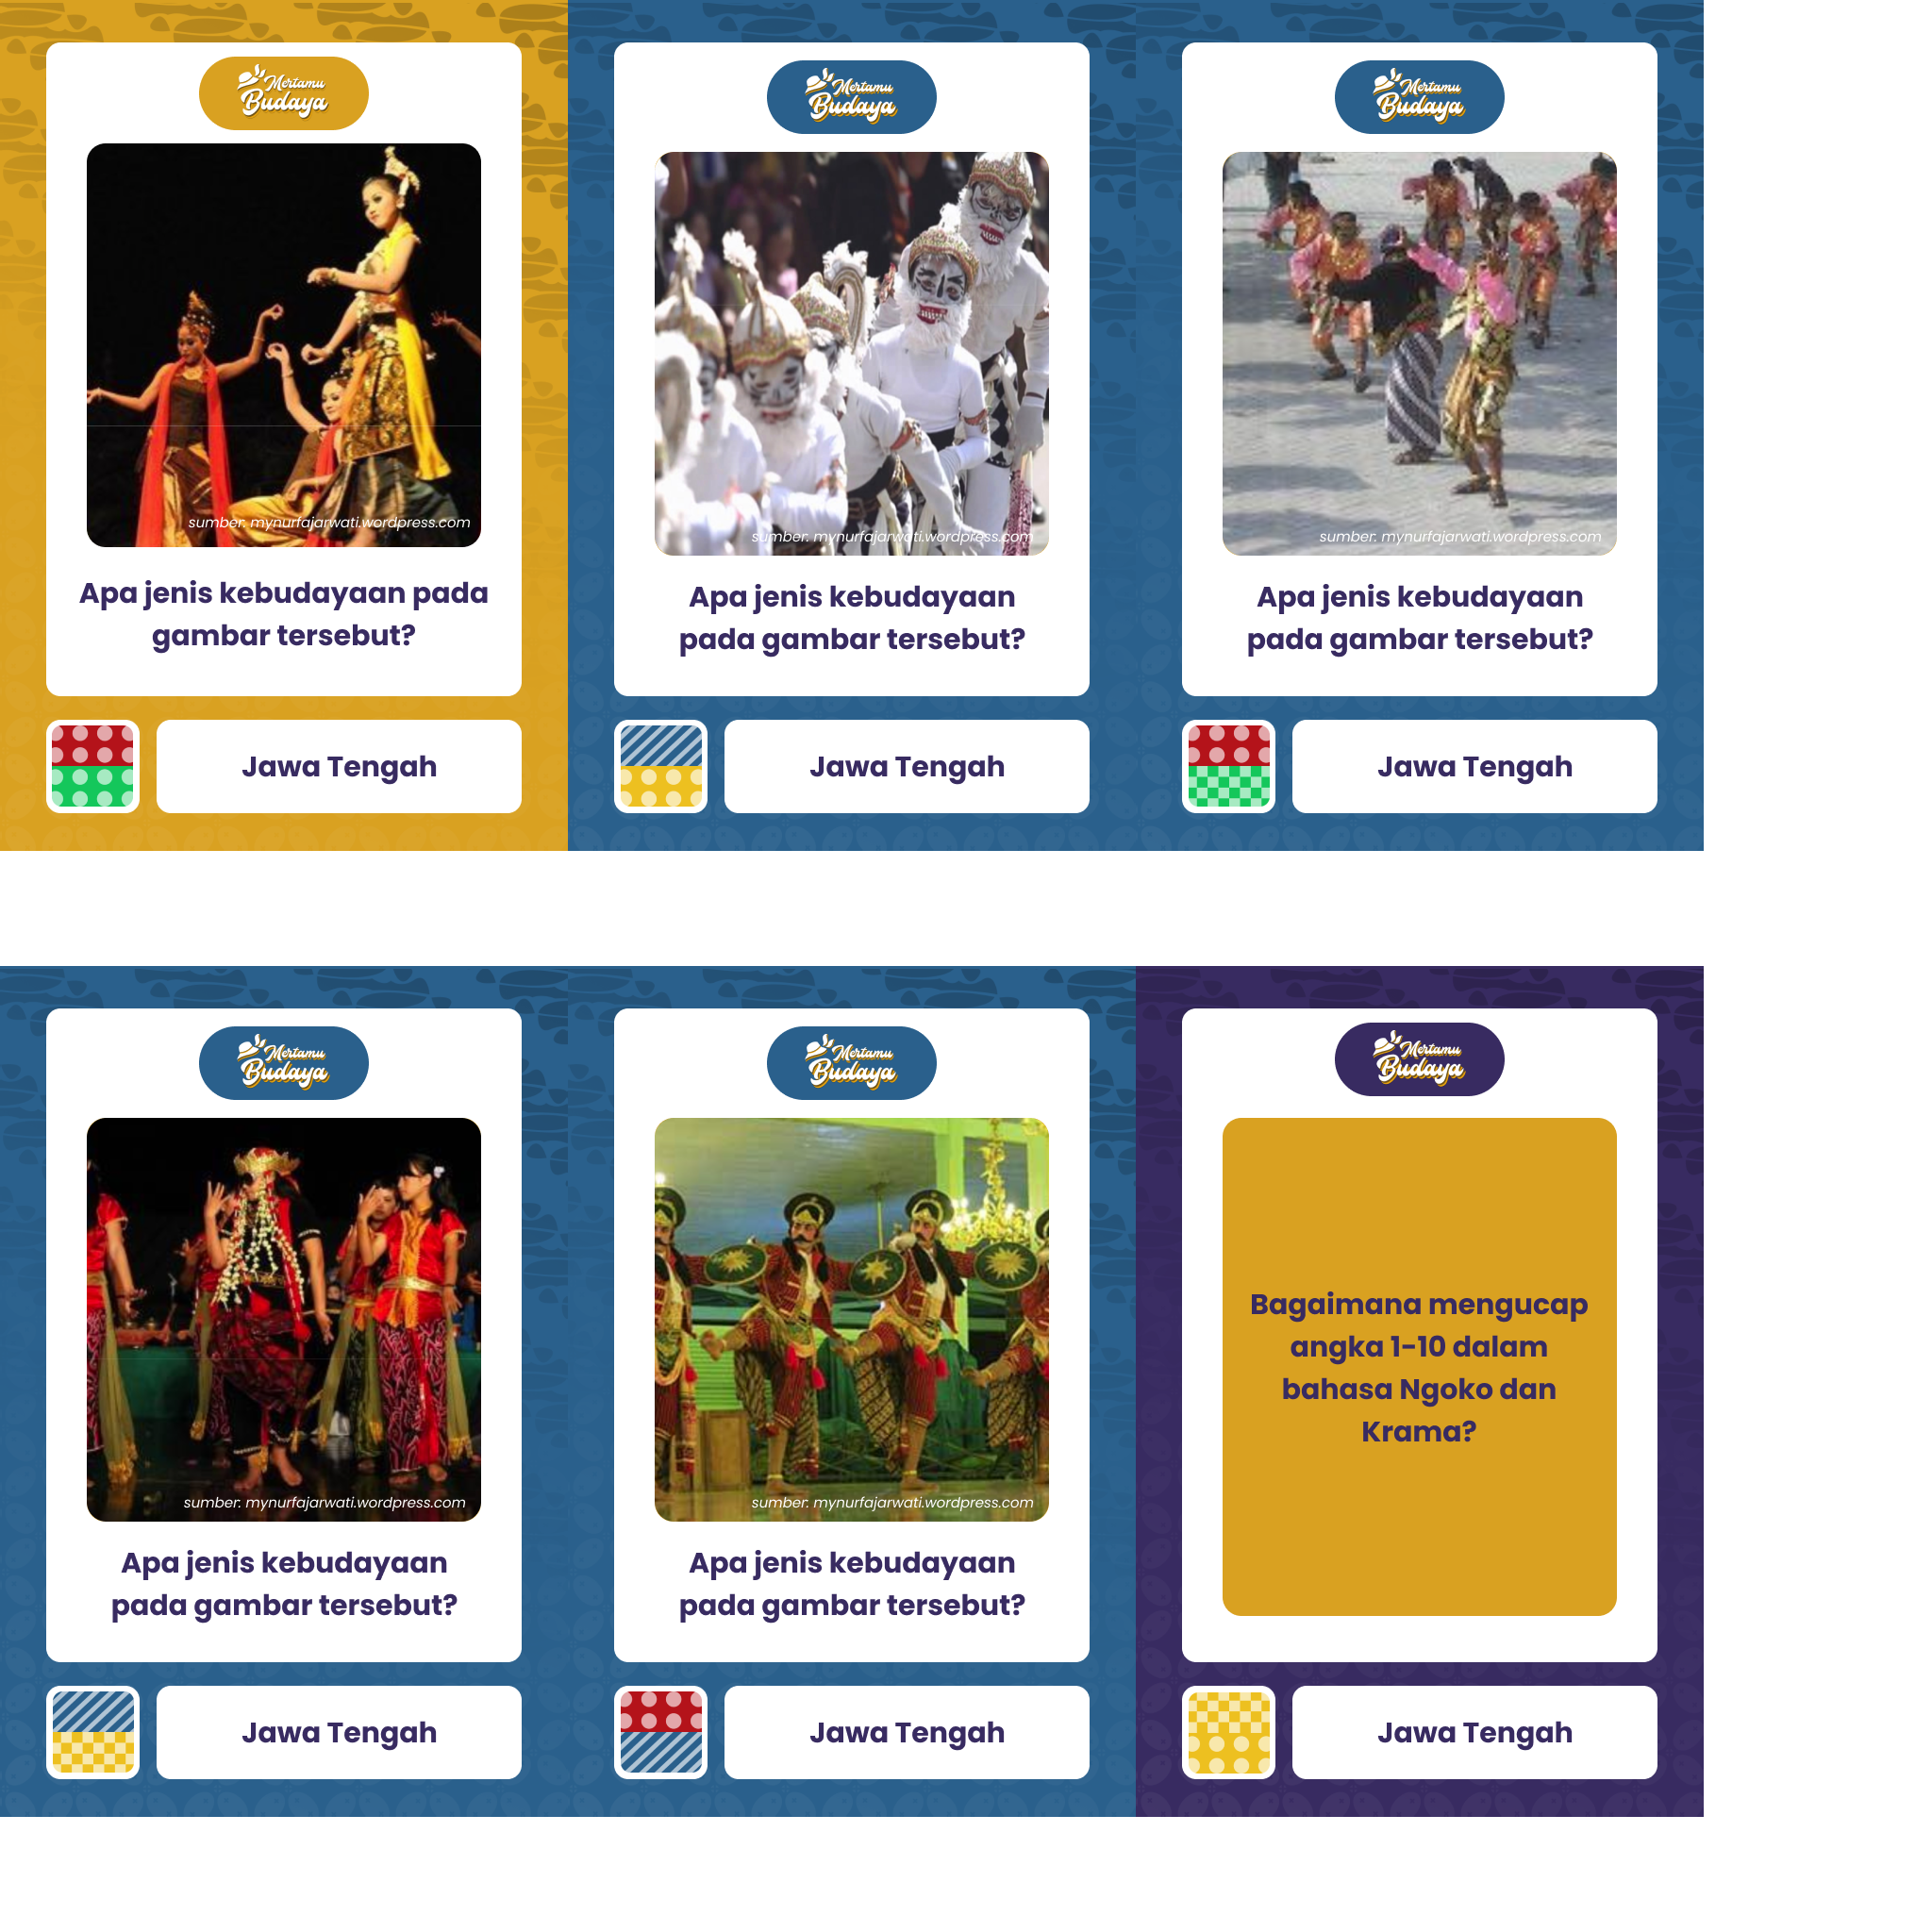 Mertamu
Budaya
sumber: mynurfajarwati.wordpress.com
Apa jenis kebudayaan pada
gambar tersebut?
Jawa Tengah
Mertamu
Budaya
sumber: mynurfajarwati.wordpress.com
Apa jenis kebudayaan
pada gambar tersebut?
Jawa Tengah
Mertamu
Budaya
sumber: mynurfajarwati.wordpress.com
Apa jenis kebudayaan
pada gambar tersebut?
Jawa Tengah
Mertamu
Budaya
sumber: mynurfajarwati.wordpress.com
Apa jenis kebudayaan
pada gambar tersebut?
Jawa Tengah
Mertamu
Budaya
sumber: mynurfajarwati.wordpress.com
Apa jenis kebudayaan
pada gambar tersebut?
Jawa Tengah
Mertamu
Budaya
Bagaimana mengucap
angka 1-10 dalam
bahasa Ngoko dan
Krama?
Jawa Tengah